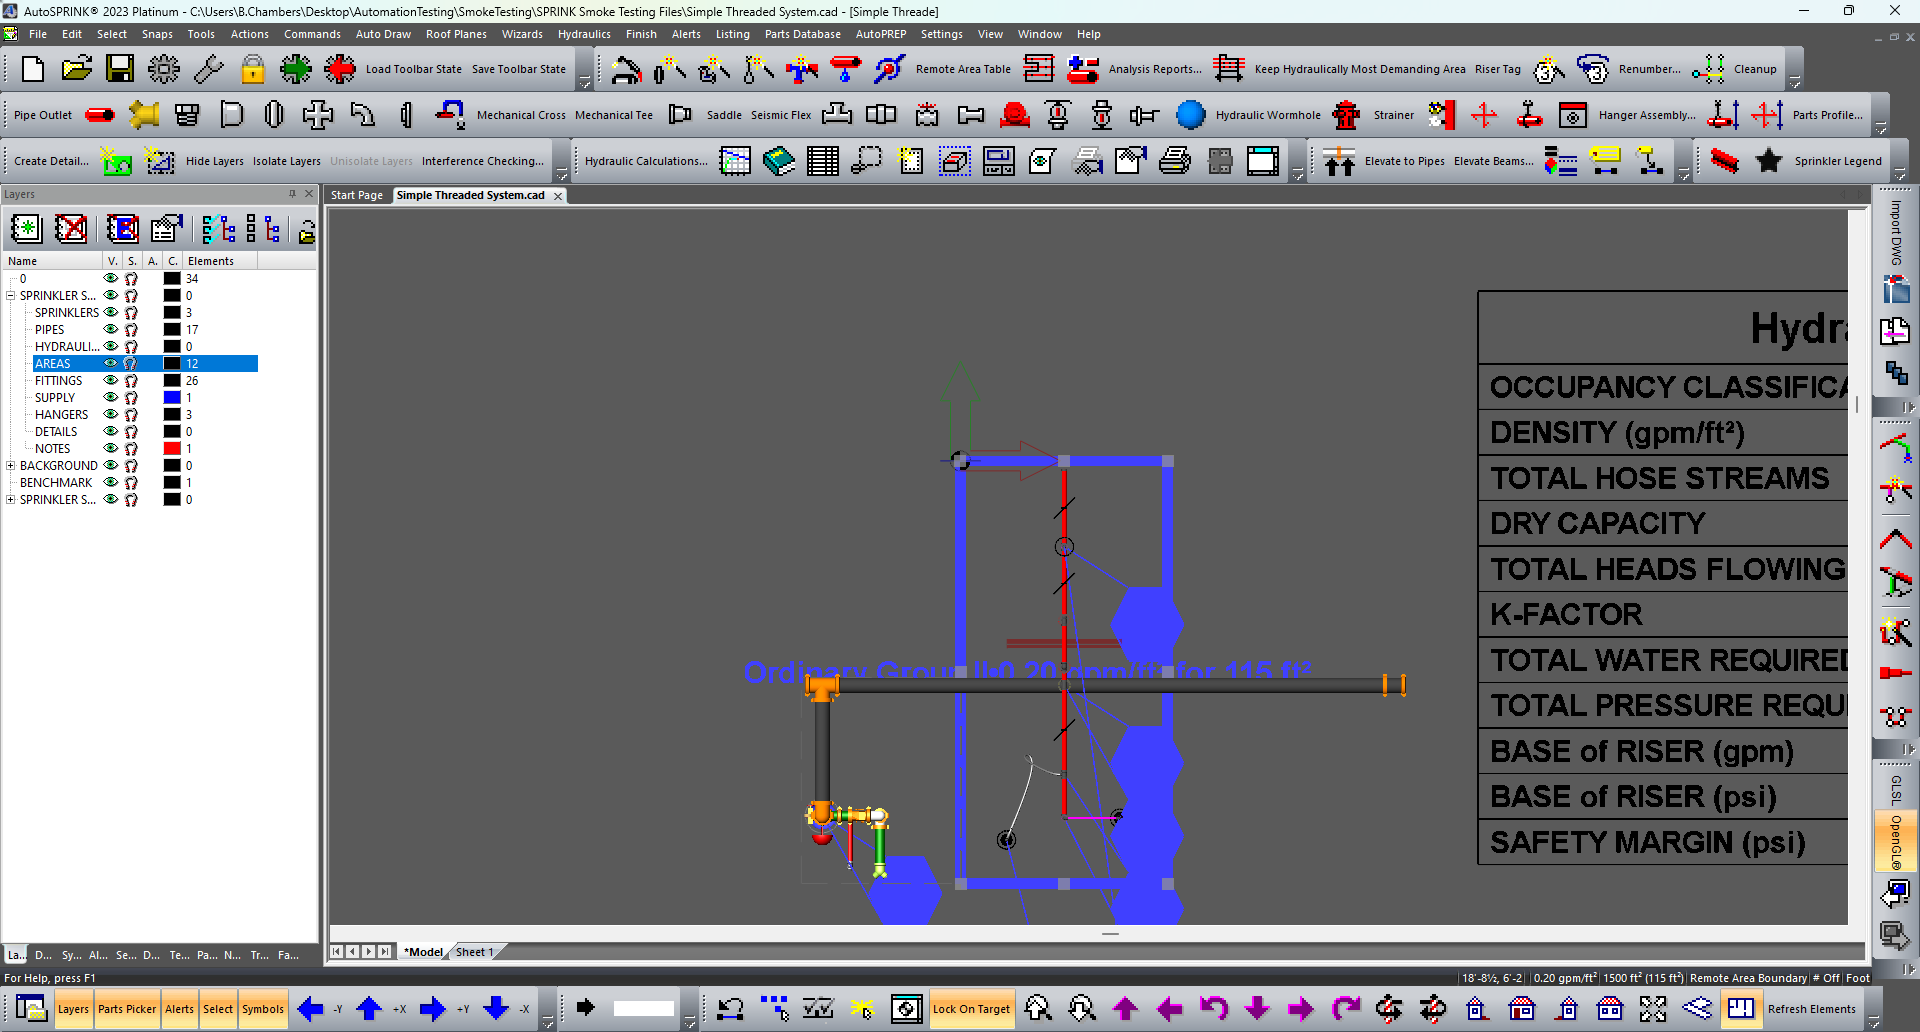 AutoSPRINK® 2023 Platinum - C:\Users\B.Chambers\Desktop\AutomationTesting\SmokeTesting\SPRINK Smoke Testing Files\Simple Threaded System.cad - [Simple Threade]
File Edit Select Snaps Tools Actions Commands Auto Draw Roof Planes Wizards Hydraulics Finish Alerts Listing Parts Database AutoPREP Settings View Window Help
Load Toolbar State Save Toolbar State Remote Area Table Analysis Reports... Keep Hydraulically Most Demanding Area Riser Tag Renumber... Cleanup
Pipe Outlet Mechanical Cross Mechanical Tee Saddle Seismic Flex Hydraulic Wormhole Strainer Hanger Assembly... Parts Profile...
Create Detail... Hide Layers Isolate Layers Unisolate Layers Interference Checking... Hydraulic Calculations... Elevate to Pipes Elevate Beams... Sprinkler Legend
Layers
Start Page Simple Threaded System.cad
Name V. S. A. C. Elements
0 34
SPRINKLER S... 0
SPRINKLERS 3
PIPES 17
HYDRAULI... 0
AREAS 12
FITTINGS 26
SUPPLY 1
HANGERS 3
DETAILS 0
NOTES 1
BACKGROUND 0
BENCHMARK 1
SPRINKLER S... 0
Ordinary Group II•0.20 gpm/ft² for 115 ft²
Hydra
OCCUPANCY CLASSIFICA
DENSITY (gpm/ft²)
TOTAL HOSE STREAMS
DRY CAPACITY
TOTAL HEADS FLOWING
K-FACTOR
TOTAL WATER REQUIRED
TOTAL PRESSURE REQU
BASE of RISER (gpm)
BASE of RISER (psi)
SAFETY MARGIN (psi)
Import DWG
GLSL
OpenGL®
La... D... Sy... Al... Se... D... Te... Pa... N... Tr... Fa...
*Model Sheet 1
For Help, press F1
18'-8½, 6'-2 0.20 gpm/ft² 1500 ft² (115 ft²) Remote Area Boundary # Off Foot
Layers Parts Picker Alerts Select Symbols -Y +X +Y -X Lock On Target Refresh Elements